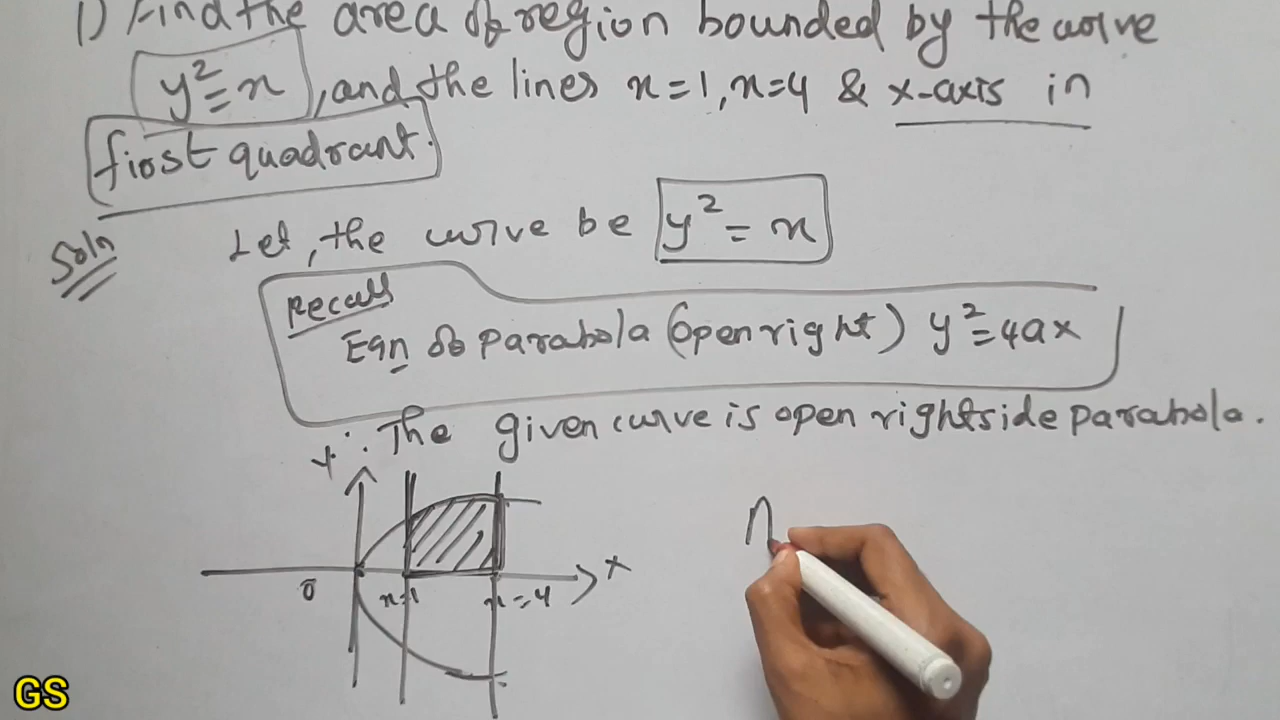 1) Find the area of region bounded by the curve
y²=x, and the lines x=1, x=4 & x-axis in
first quadrant.
Soln
Let, the curve be y²=x
Recall
Eqn of parabola (open right) y²=4ax
∴ The given curve is open rightside parabola.
x
0
x=1
x=4
GS